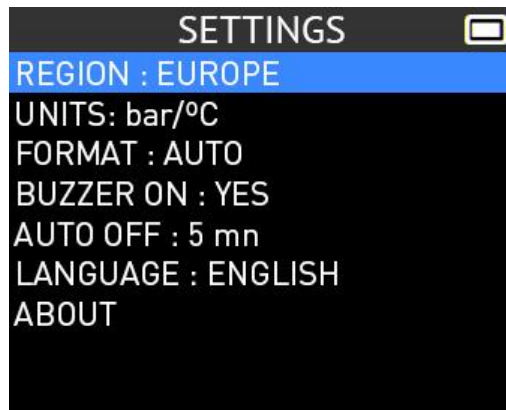 SETTINGS
REGION : EUROPE
UNITS: bar/ºC
FORMAT : AUTO
BUZZER ON : YES
AUTO OFF : 5 mn
LANGUAGE : ENGLISH
ABOUT